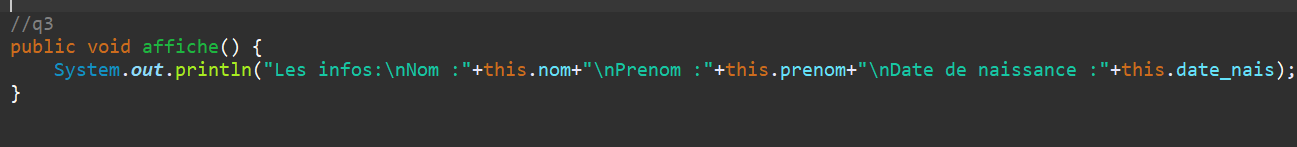 //q3
public void affiche() {
    System.out.println("Les infos:\nNom :"+this.nom+"\nPrenom :"+this.prenom+"\nDate de naissance :"+this.date_nais);
}